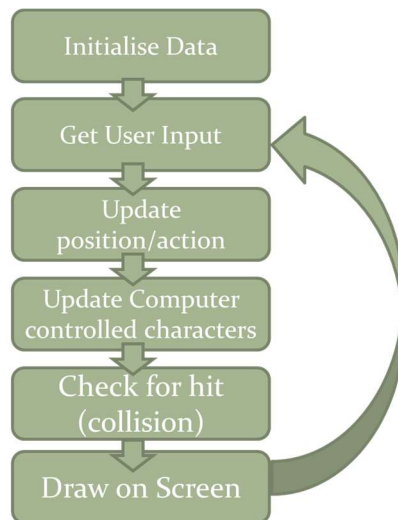 Initialise Data
Get User Input
Update
position/action
Update Computer
controlled characters
Check for hit
(collision)
Draw on Screen